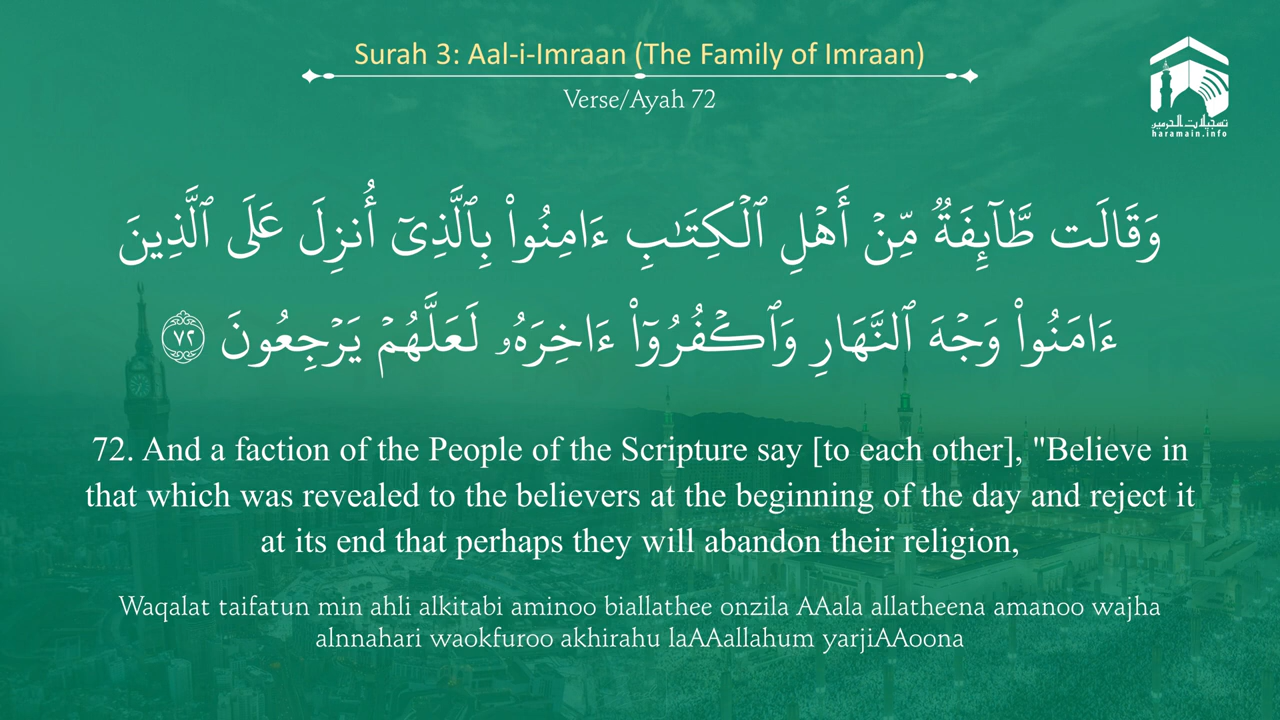 Surah 3: Aal-i-Imraan (The Family of Imraan)
Verse/Ayah 72
تسجيلات الحرمين
haramain.info
وَقَالَت طَّآئِفَةٌ مِّنْ أَهْلِ ٱلْكِتَـٰبِ ءَامِنُوا۟ بِٱلَّذِىٓ أُنزِلَ عَلَى ٱلَّذِينَ
ءَامَنُوا۟ وَجْهَ ٱلنَّهَارِ وَٱكْفُرُوٓا۟ ءَاخِرَهُۥ لَعَلَّهُمْ يَرْجِعُونَ ٧٢
72. And a faction of the People of the Scripture say [to each other], "Believe in
that which was revealed to the believers at the beginning of the day and reject it
at its end that perhaps they will abandon their religion,
Waqalat taifatun min ahli alkitabi aminoo biallathee onzila AAala allatheena amanoo wajha
alnnahari waokfuroo akhirahu laAAallahum yarjiAAoona